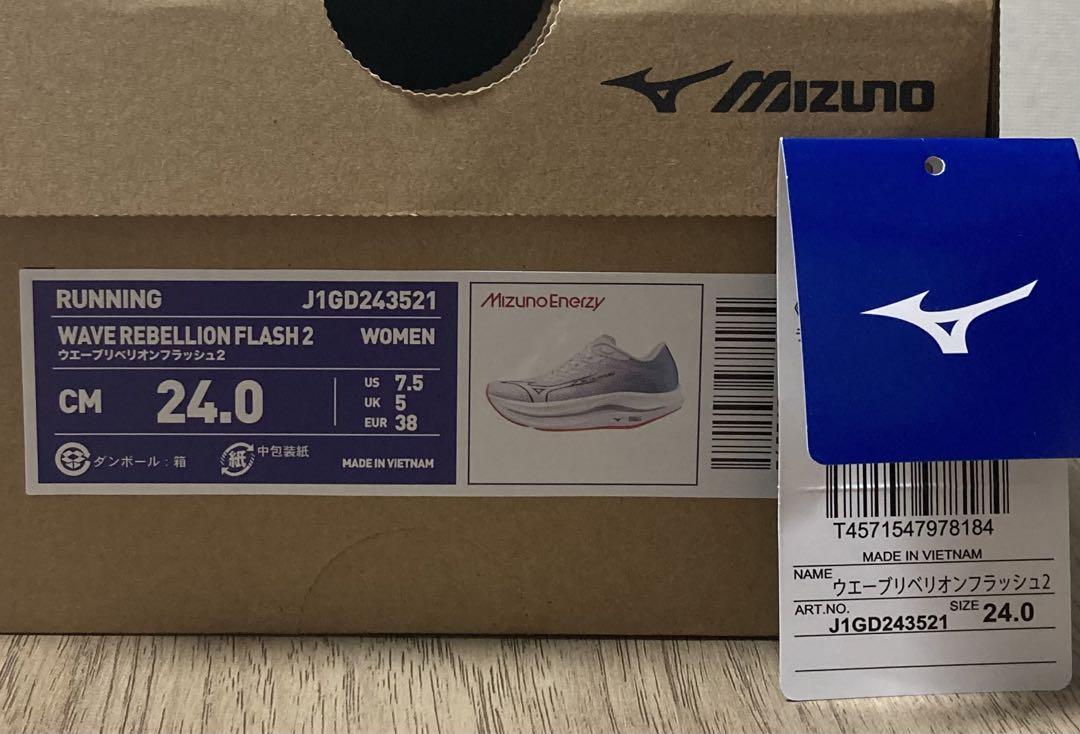 MIZUNO
RUNNING J1GD243521
WAVE REBELLION FLASH 2 WOMEN
ウエーブリベリオンフラッシュ2
CM 24.0
US 7.5
UK 5
EUR 38
ダンボール：箱
紙 中包装紙
MADE IN VIETNAM
MIZUNO ENERZY
T4571547978184
MADE IN VIETNAM
NAME ウエーブリベリオンフラッシュ2
ART.NO. J1GD243521 SIZE 24.0